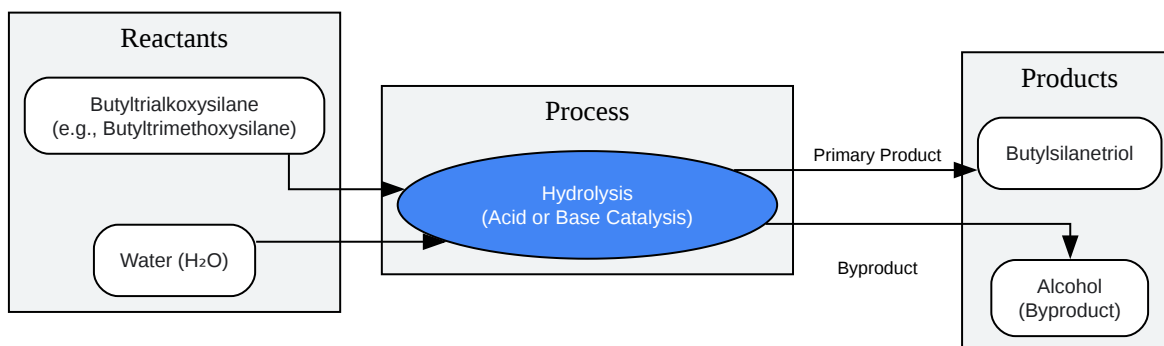 Reactants
Butyltrialkoxysilane
(e.g., Butyltrimethoxysilane)
Water (H₂O)
Process
Hydrolysis
(Acid or Base Catalysis)
Primary Product
Byproduct
Products
Butylsilanetriol
Alcohol
(Byproduct)